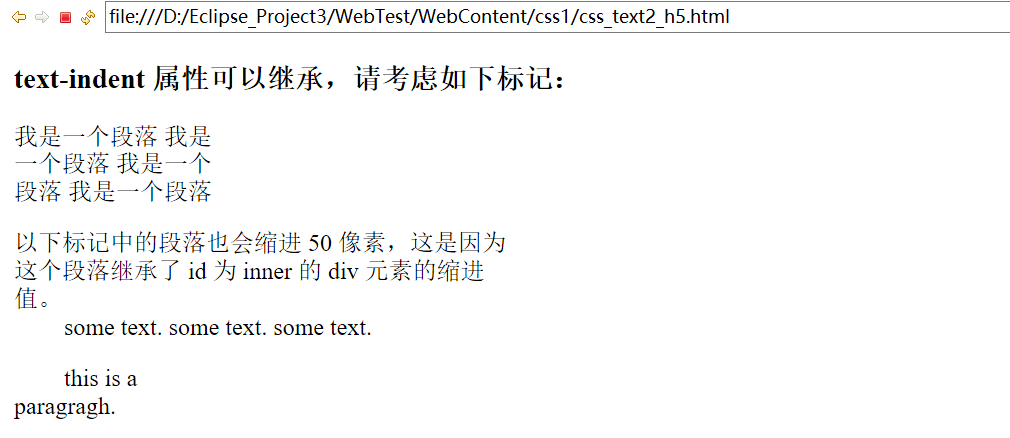 file:///D:/Eclipse_Project3/WebTest/WebContent/css1/css_text2_h5.html
text-indent 属性可以继承，请考虑如下标记：
我是一个段落 我是
一个段落 我是一个
段落 我是一个段落
以下标记中的段落也会缩进 50 像素，这是因为
这个段落继承了 id 为 inner 的 div 元素的缩进
值。
some text. some text. some text.
this is a
paragragh.